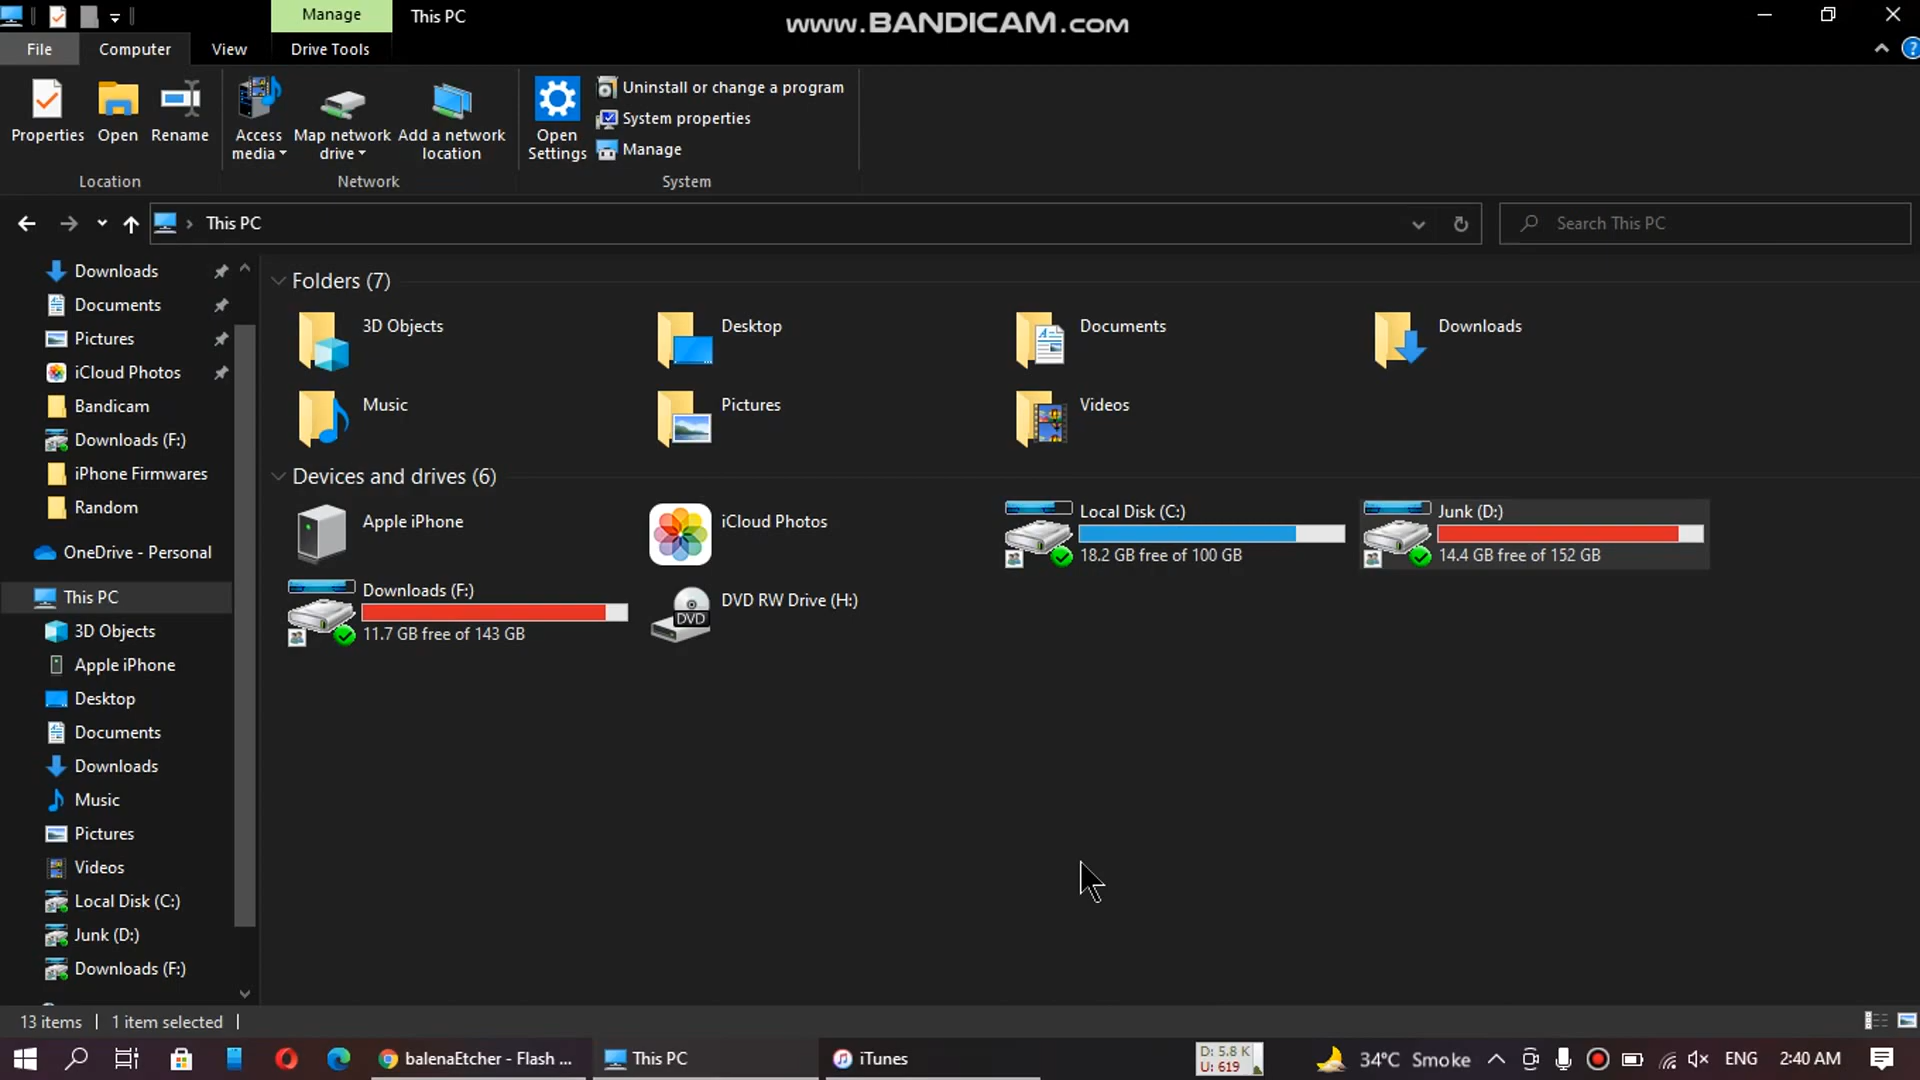 Manage
This PC
www.BANDICAM.com
File
Computer
View
Drive Tools
Properties
Open
Rename
Access media
Map network drive
Add a network location
Open Settings
Uninstall or change a program
System properties
Manage
Location
Network
System
This PC
Search This PC
Downloads
Documents
Pictures
iCloud Photos
Bandicam
Downloads (F:)
iPhone Firmwares
Random
OneDrive - Personal
This PC
3D Objects
Apple iPhone
Desktop
Documents
Downloads
Music
Pictures
Videos
Local Disk (C:)
Junk (D:)
Downloads (F:)
Folders (7)
3D Objects
Desktop
Documents
Downloads
Music
Pictures
Videos
Devices and drives (6)
Apple iPhone
iCloud Photos
Local Disk (C:)
18.2 GB free of 100 GB
Junk (D:)
14.4 GB free of 152 GB
Downloads (F:)
11.7 GB free of 143 GB
DVD
DVD RW Drive (H:)
13 items
1 item selected
balenaEtcher - Flash ...
This PC
iTunes
D: 5.8 K
U: 619
34°C Smoke
ENG
2:40 AM